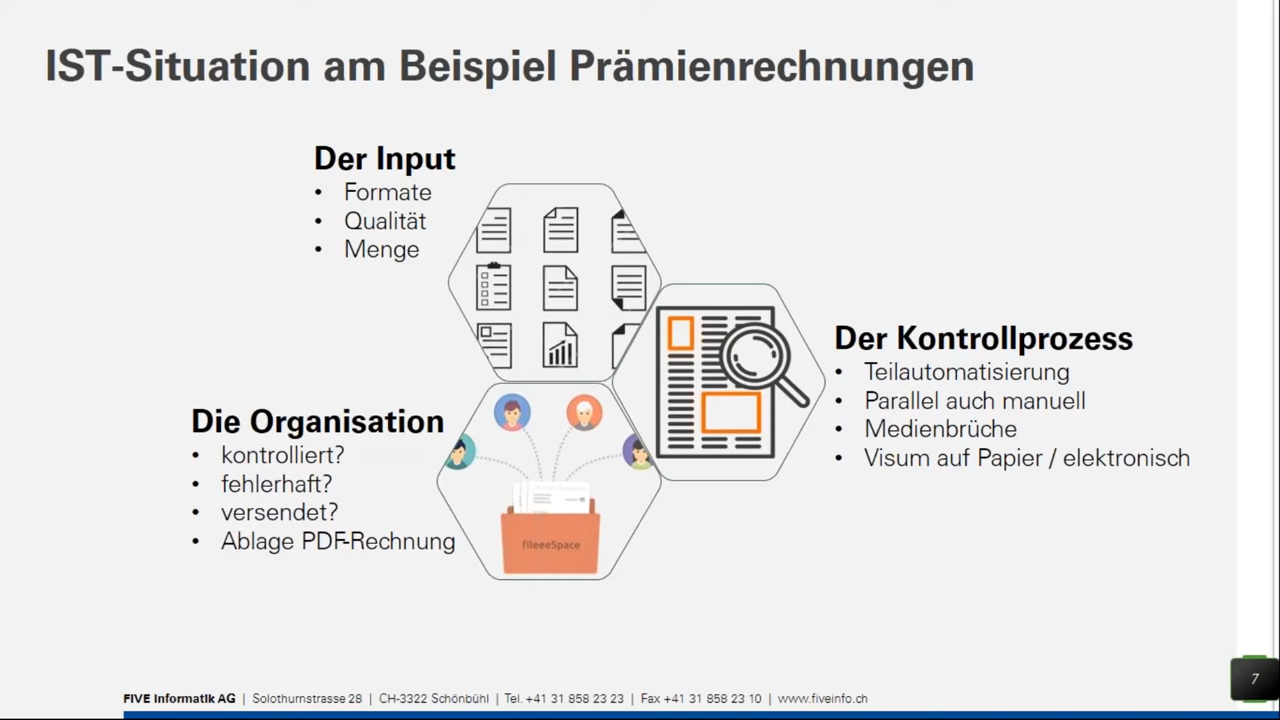 IST-Situation am Beispiel Prämienrechnungen
Der Input
• Formate
• Qualität
• Menge
Der Kontrollprozess
• Teilautomatisierung
• Parallel auch manuell
• Medienbrüche
• Visum auf Papier / elektronisch
Die Organisation
• kontrolliert?
• fehlerhaft?
• versendet?
• Ablage PDF-Rechnung
fileeeSpace
FIVE Informatik AG | Solothurnstrasse 28 | CH-3322 Schönbühl | Tel. +41 31 858 23 23 | Fax +41 31 858 23 10 | www.fiveinfo.ch
7